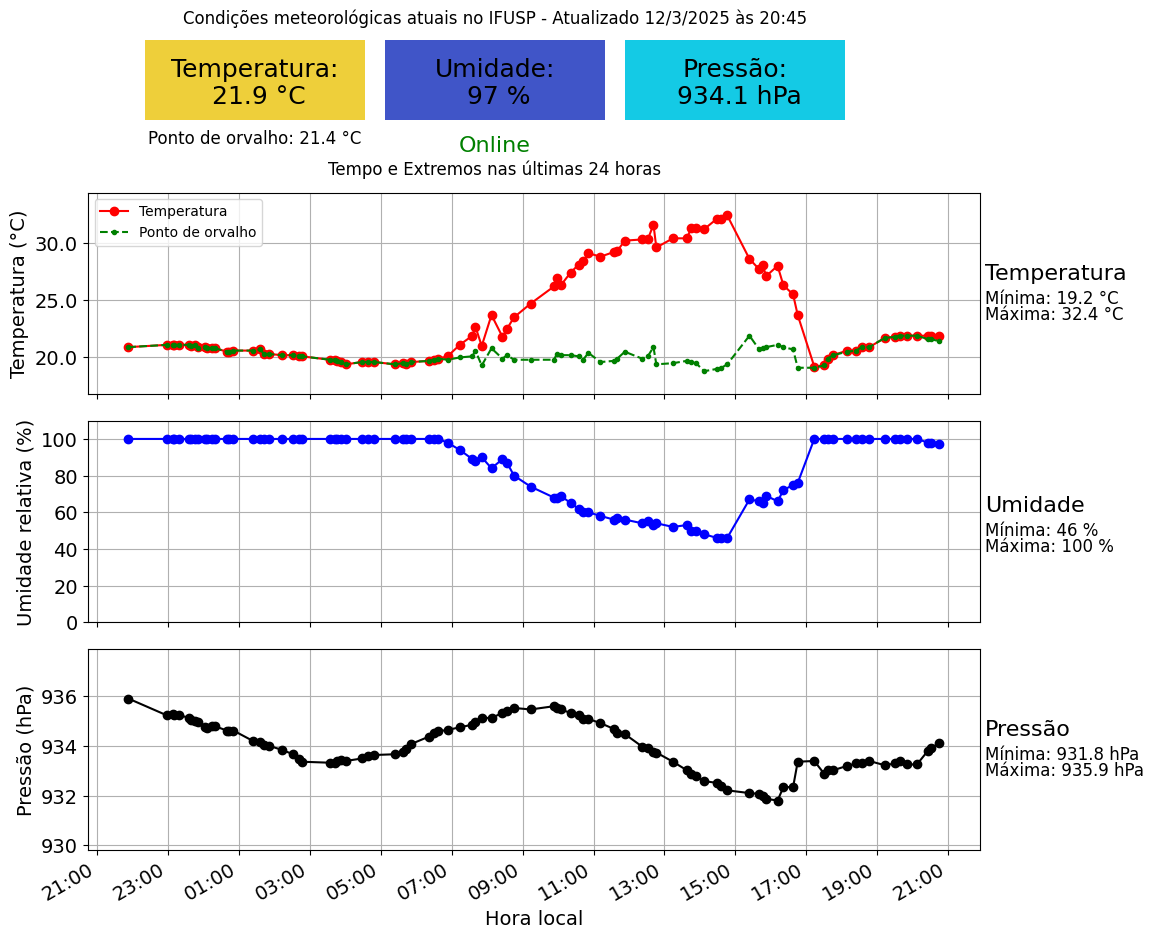 Condições meteorológicas atuais no IFUSP - Atualizado 12/3/2025 às 20:45
Temperatura:
21.9 °C
Umidade:
97 %
Pressão:
934.1 hPa
Ponto de orvalho: 21.4 °C
Online
Tempo e Extremos nas últimas 24 horas
Temperatura (°C)
30.0
25.0
20.0
Temperatura
Ponto de orvalho
Temperatura
Mínima: 19.2 °C
Máxima: 32.4 °C
Umidade relativa (%)
100
80
60
40
20
0
Umidade
Mínima: 46 %
Máxima: 100 %
Pressão (hPa)
936
934
932
930
Pressão
Mínima: 931.8 hPa
Máxima: 935.9 hPa
21:00 23:00 01:00 03:00 05:00 07:00 09:00 11:00 13:00 15:00 17:00 19:00 21:00
Hora local